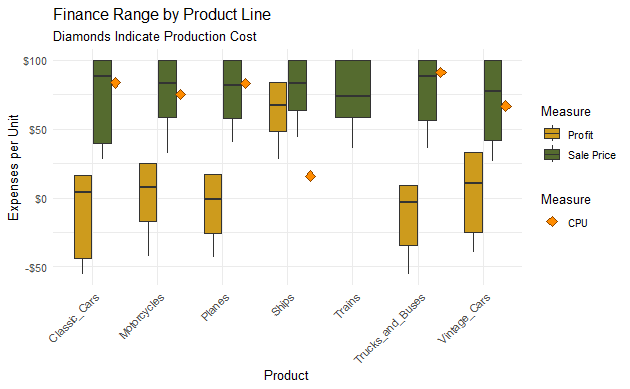 Finance Range by Product Line
Diamonds Indicate Production Cost
Expenses per Unit
$100
$50
$0
-$50
Classic_Cars
Motorcycles
Planes
Ships
Trains
Trucks_and_Buses
Vintage_Cars
Product
Measure
Profit
Sale Price
Measure
CPU